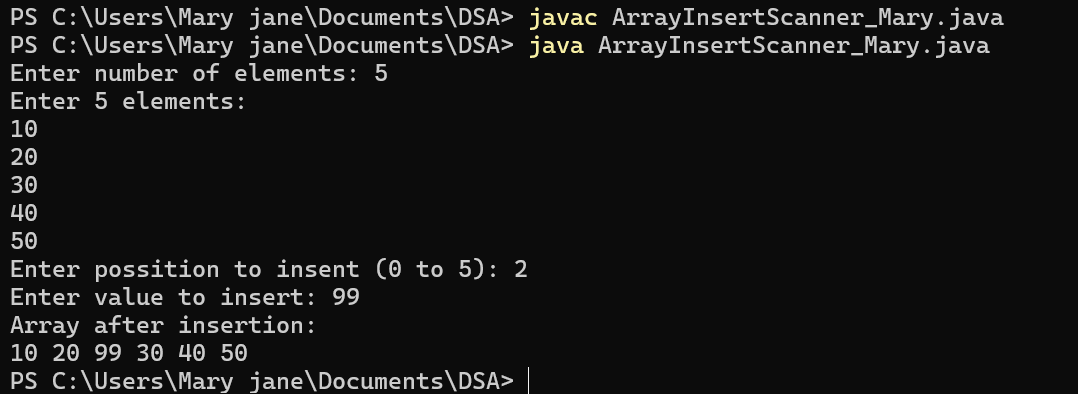 PS C:\Users\Mary jane\Documents\DSA> javac ArrayInsertScanner_Mary.java
PS C:\Users\Mary jane\Documents\DSA> java ArrayInsertScanner_Mary.java
Enter number of elements: 5
Enter 5 elements:
10
20
30
40
50
Enter possition to insent (0 to 5): 2
Enter value to insert: 99
Array after insertion:
10 20 99 30 40 50
PS C:\Users\Mary jane\Documents\DSA>